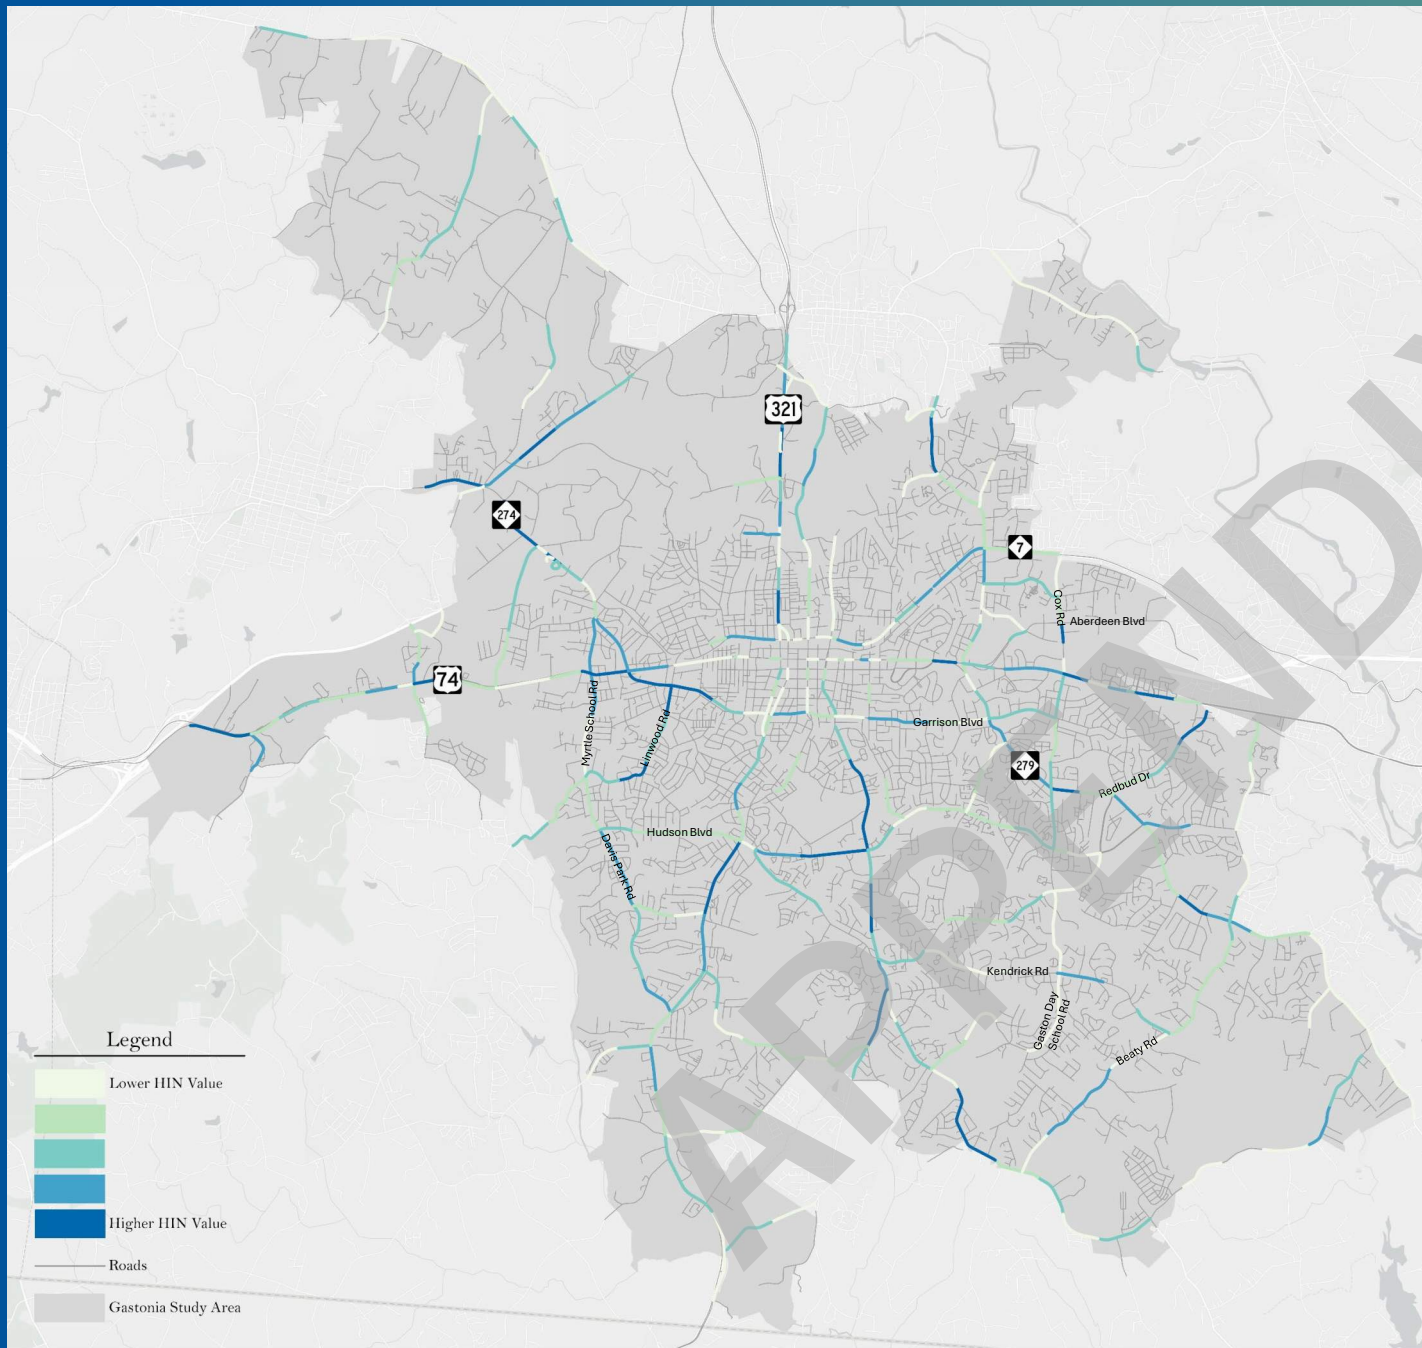 321
274
7
Cox Rd
Aberdeen Blvd
74
Myrtle School Rd
Linwood Rd
Garrison Blvd
279
Redbud Dr
Hudson Blvd
Davis Park Rd
Kendrick Rd
Gaston Day
School Rd
Beaty Rd
Legend
Lower HIN Value
Higher HIN Value
Roads
Gastonia Study Area